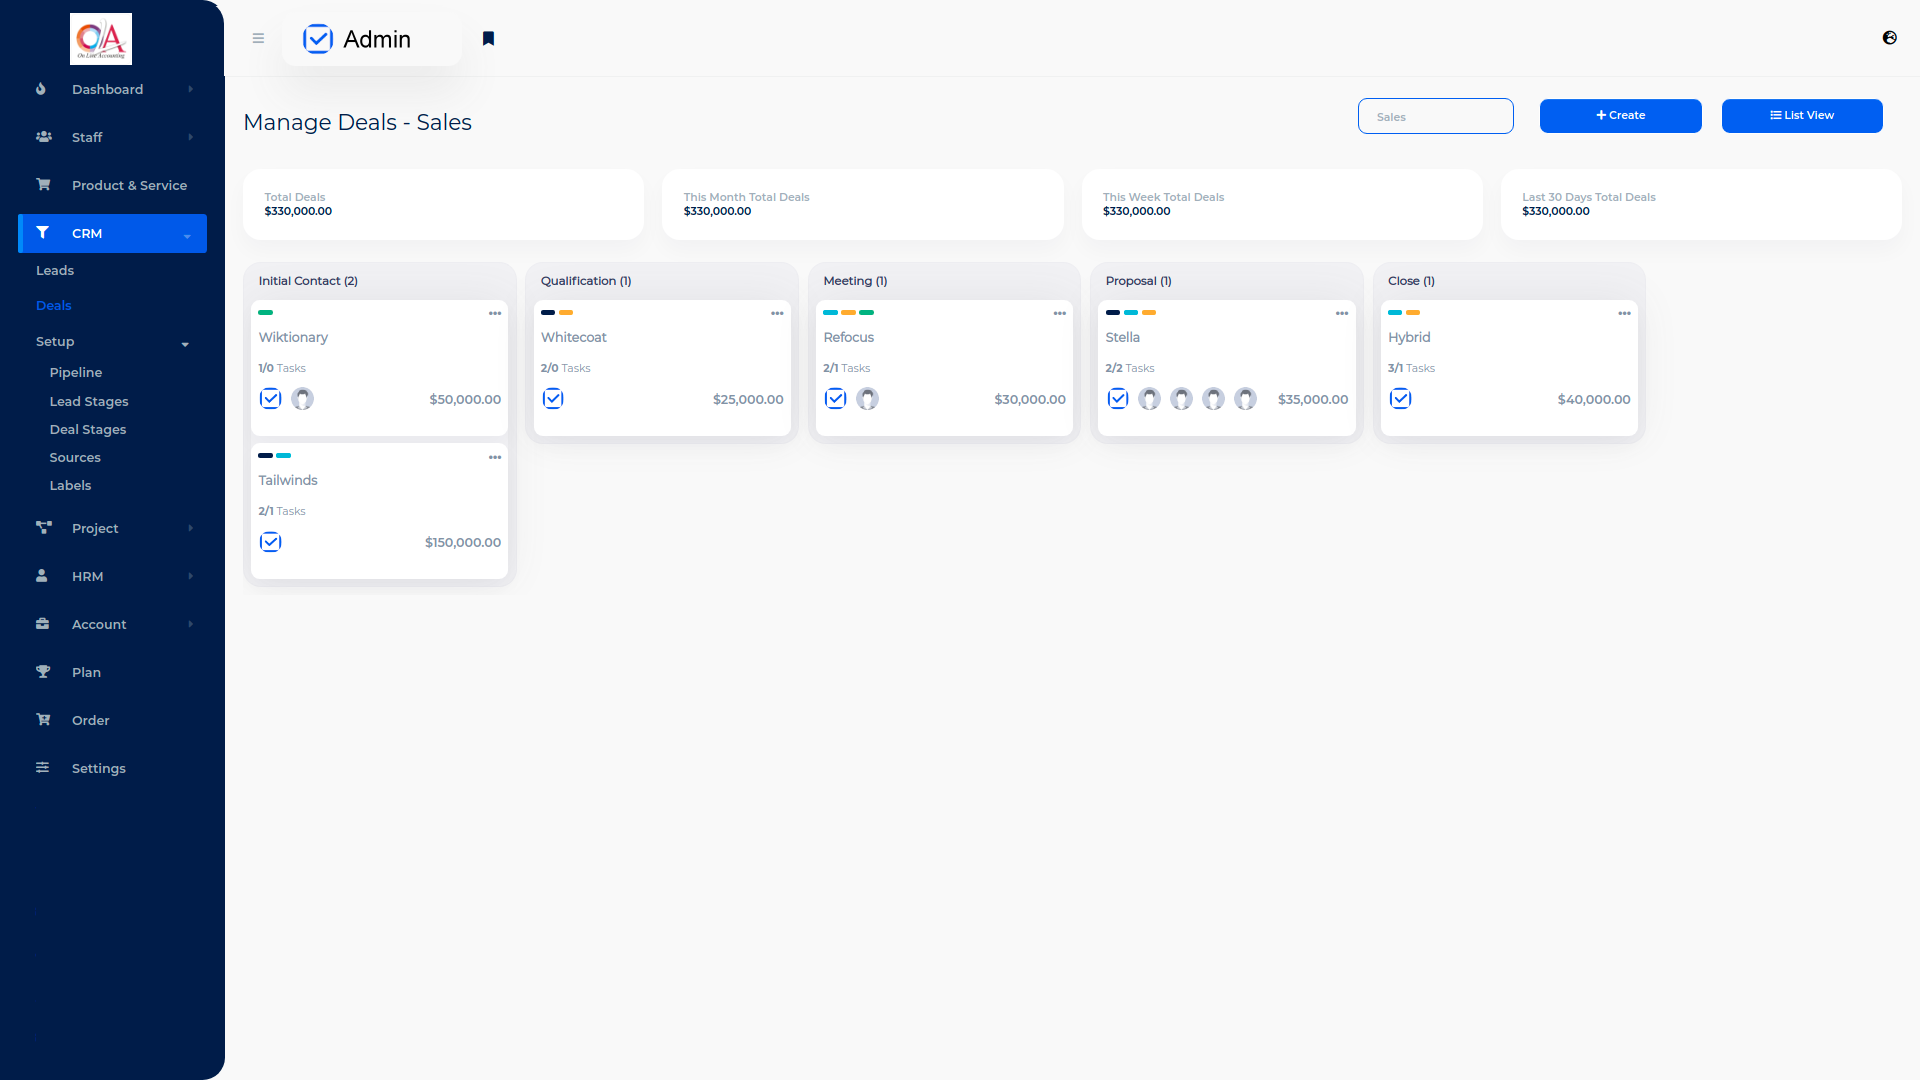 OA
On Line Accounting
Dashboard
Staff
Product & Service
CRM
Leads
Deals
Setup
Pipeline
Lead Stages
Deal Stages
Sources
Labels
Project
HRM
Account
Plan
Order
Settings
Admin
Manage Deals - Sales
Sales
Create
List View
Total Deals
$330,000.00
This Month Total Deals
$330,000.00
This Week Total Deals
$330,000.00
Last 30 Days Total Deals
$330,000.00
Initial Contact (2)
Wiktionary
1/0 Tasks
$50,000.00
Tailwinds
2/1 Tasks
$150,000.00
Qualification (1)
Whitecoat
2/0 Tasks
$25,000.00
Meeting (1)
Refocus
2/1 Tasks
$30,000.00
Proposal (1)
Stella
2/2 Tasks
$35,000.00
Close (1)
Hybrid
3/1 Tasks
$40,000.00